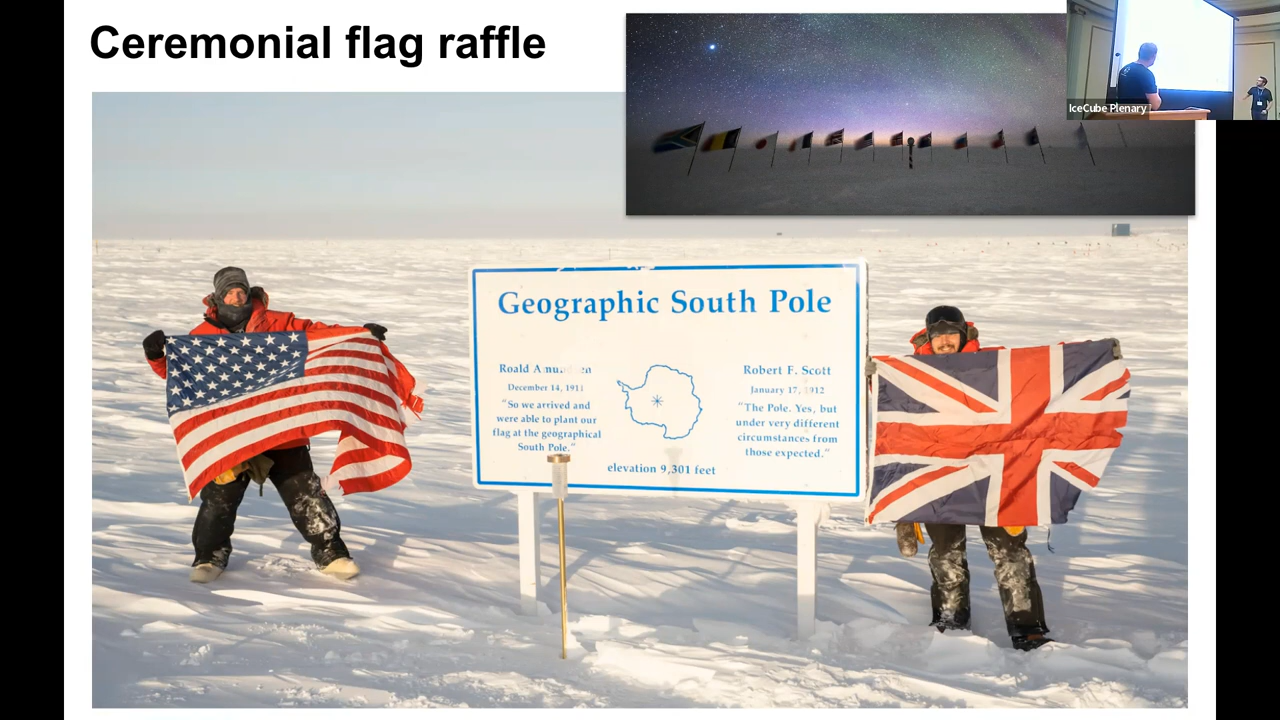 Ceremonial flag raffle
IceCube Plenary
Geographic South Pole
Roald
December 14, 1911
"So we arrived and
were able to plant our
flag at the geographical
South Pole."
Robert F. Scott
January 17, 1912
"The Pole. Yes, but
under very different
circumstances from
those expected."
elevation 9,301 feet